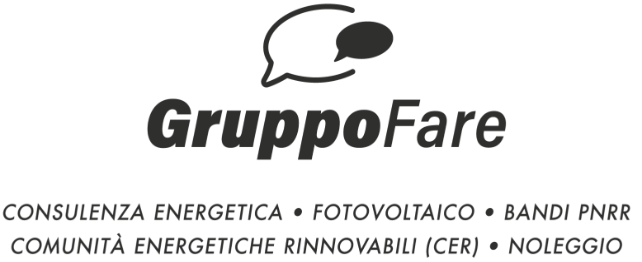 GruppoFare
CONSULENZA ENERGETICA • FOTOVOLTAICO • BANDI PNRR
COMUNITÀ ENERGETICHE RINNOVABILI (CER) • NOLEGGIO